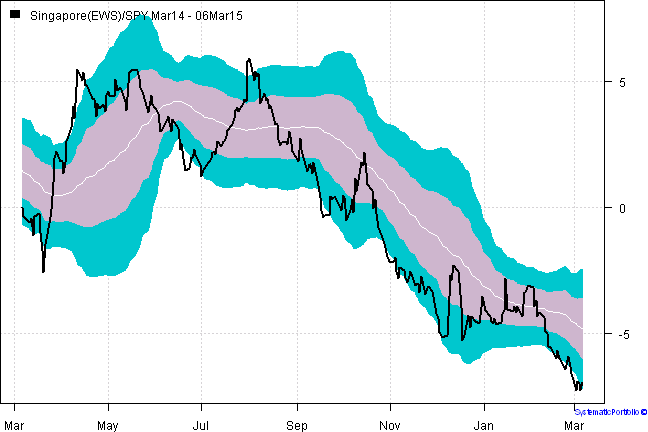 Singapore(EWS)/SPY Mar14 - 06Mar15
5
0
-5
Mar May Jul Sep Nov Jan Mar
SystematicPortfolio ©